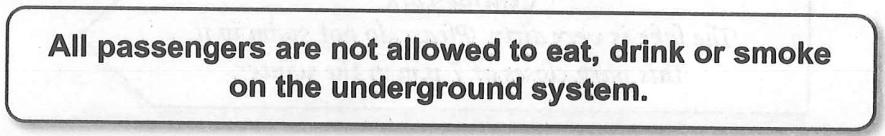 All passengers are not allowed to eat, drink or smoke
on the underground system.